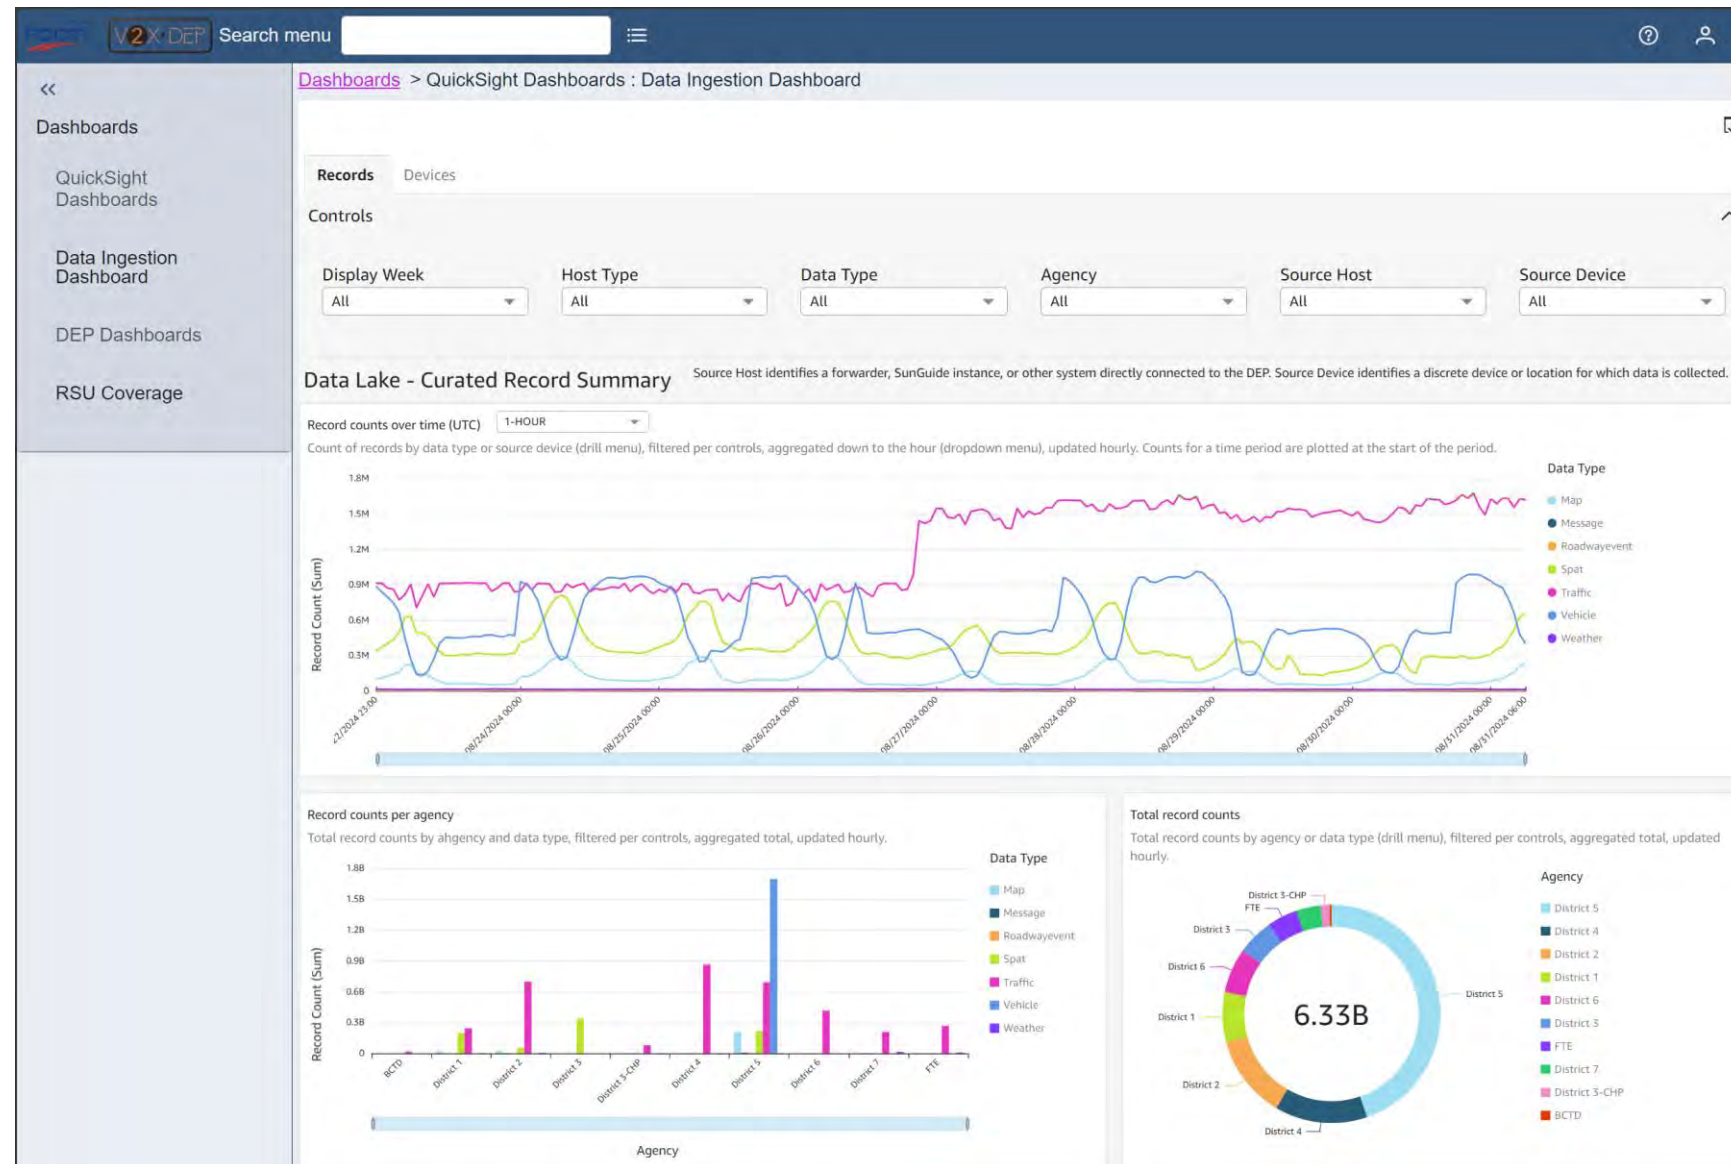 FDOT V2X-DEP Search menu
Dashboards > QuickSight Dashboards : Data Ingestion Dashboard
Dashboards
QuickSight
Dashboards
Data Ingestion
Dashboard
DEP Dashboards
RSU Coverage
Records Devices
Controls
Display Week Host Type Data Type Agency Source Host Source Device
All All All All All All
Data Lake - Curated Record Summary Source Host identifies a forwarder, SunGuide instance, or other system directly connected to the DEP. Source Device identifies a discrete device or location for which data is collected.
Record counts over time (UTC) 1-HOUR
Count of records by data type or source device (drill menu), filtered per controls, aggregated down to the hour (dropdown menu), updated hourly. Counts for a time period are plotted at the start of the period.
Record Count (Sum)
1.8M
1.5M
1.2M
0.9M
0.6M
0.3M
0
2/2024 23:00
08/24/2024 00:00
08/25/2024 00:00
08/26/2024 00:00
08/27/2024 00:00
08/28/2024 00:00
08/29/2024 00:00
08/30/2024 00:00
08/31/2024 00:00
08/31/2024 06:00
Data Type
Map
Message
Roadwayevent
Spat
Traffic
Vehicle
Weather
Record counts per agency
Total record counts by ahgency and data type, filtered per controls, aggregated total, updated hourly.
Record Count (Sum)
1.8B
1.5B
1.2B
0.9B
0.6B
0.3B
0
BCTD
District 1
District 2
District 3
District 3-CHP
District 4
District 5
District 6
District 7
FTE
Agency
Data Type
Map
Message
Roadwayevent
Spat
Traffic
Vehicle
Weather
Total record counts
Total record counts by agency or data type (drill menu), filtered per controls, aggregated total, updated
hourly.
District 3-CHP
FTE
District 3
District 6
District 1
District 2
District 4
District 5
6.33B
Agency
District 5
District 4
District 2
District 1
District 6
District 3
FTE
District 7
District 3-CHP
BCTD